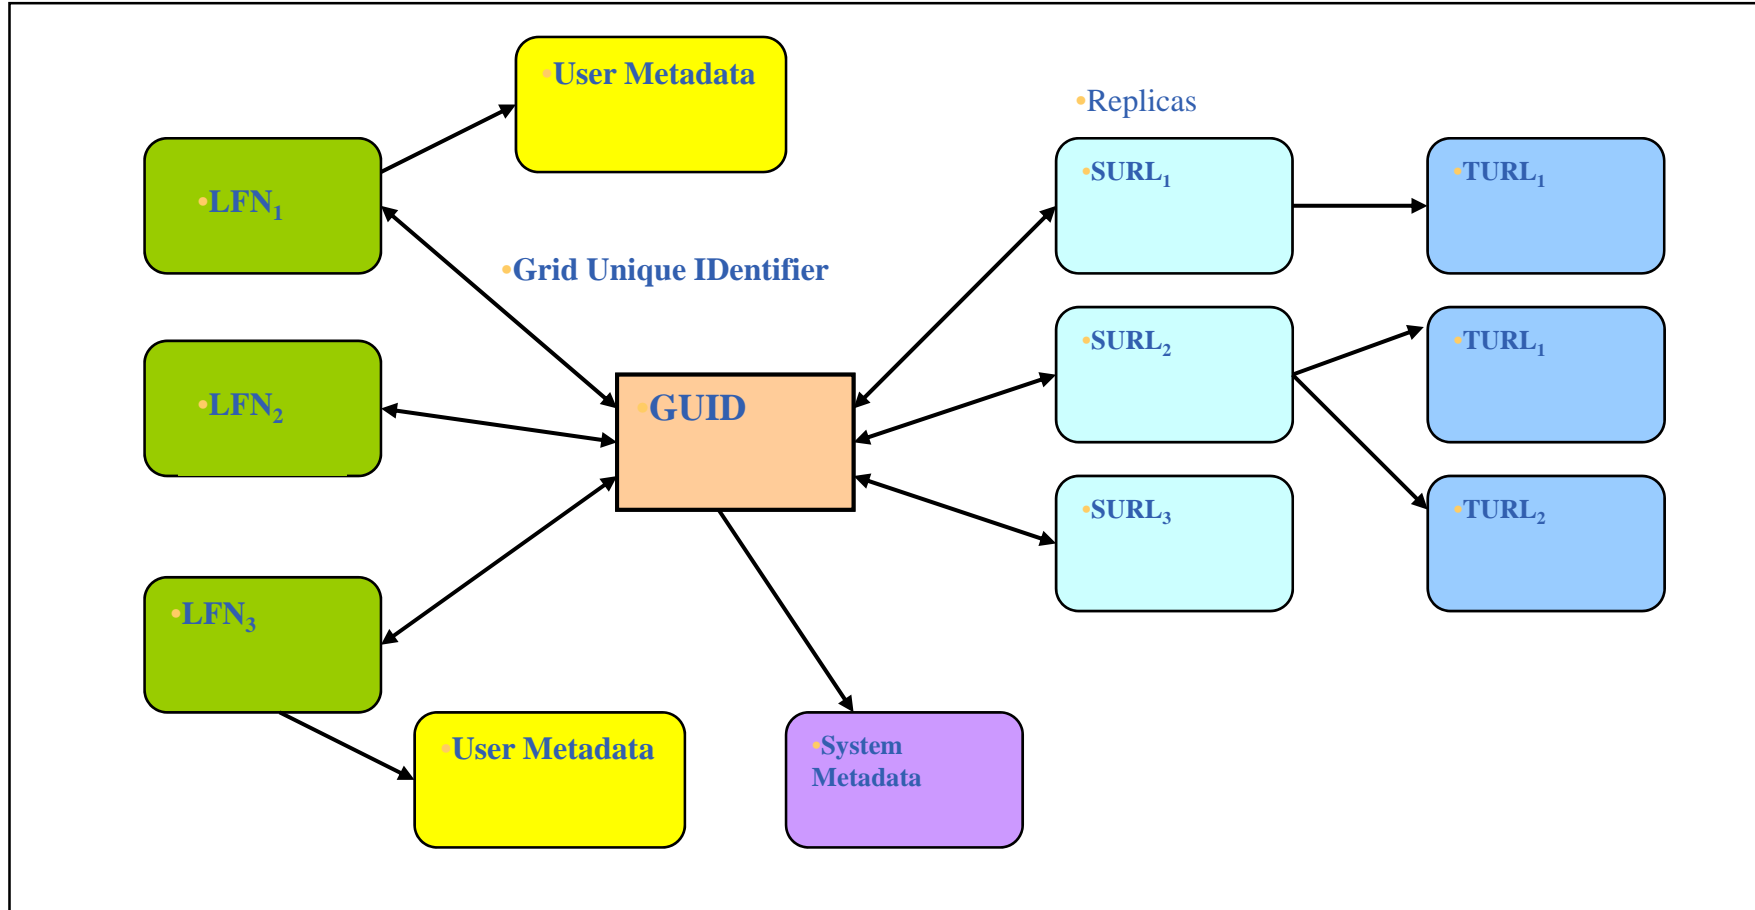 •User Metadata
•Replicas
•LFN₁
•SURL₁
•TURL₁
•Grid Unique IDentifier
•SURL₂
•TURL₁
•LFN₂
•GUID
•SURL₃
•TURL₂
•LFN₃
•User Metadata
•System
Metadata